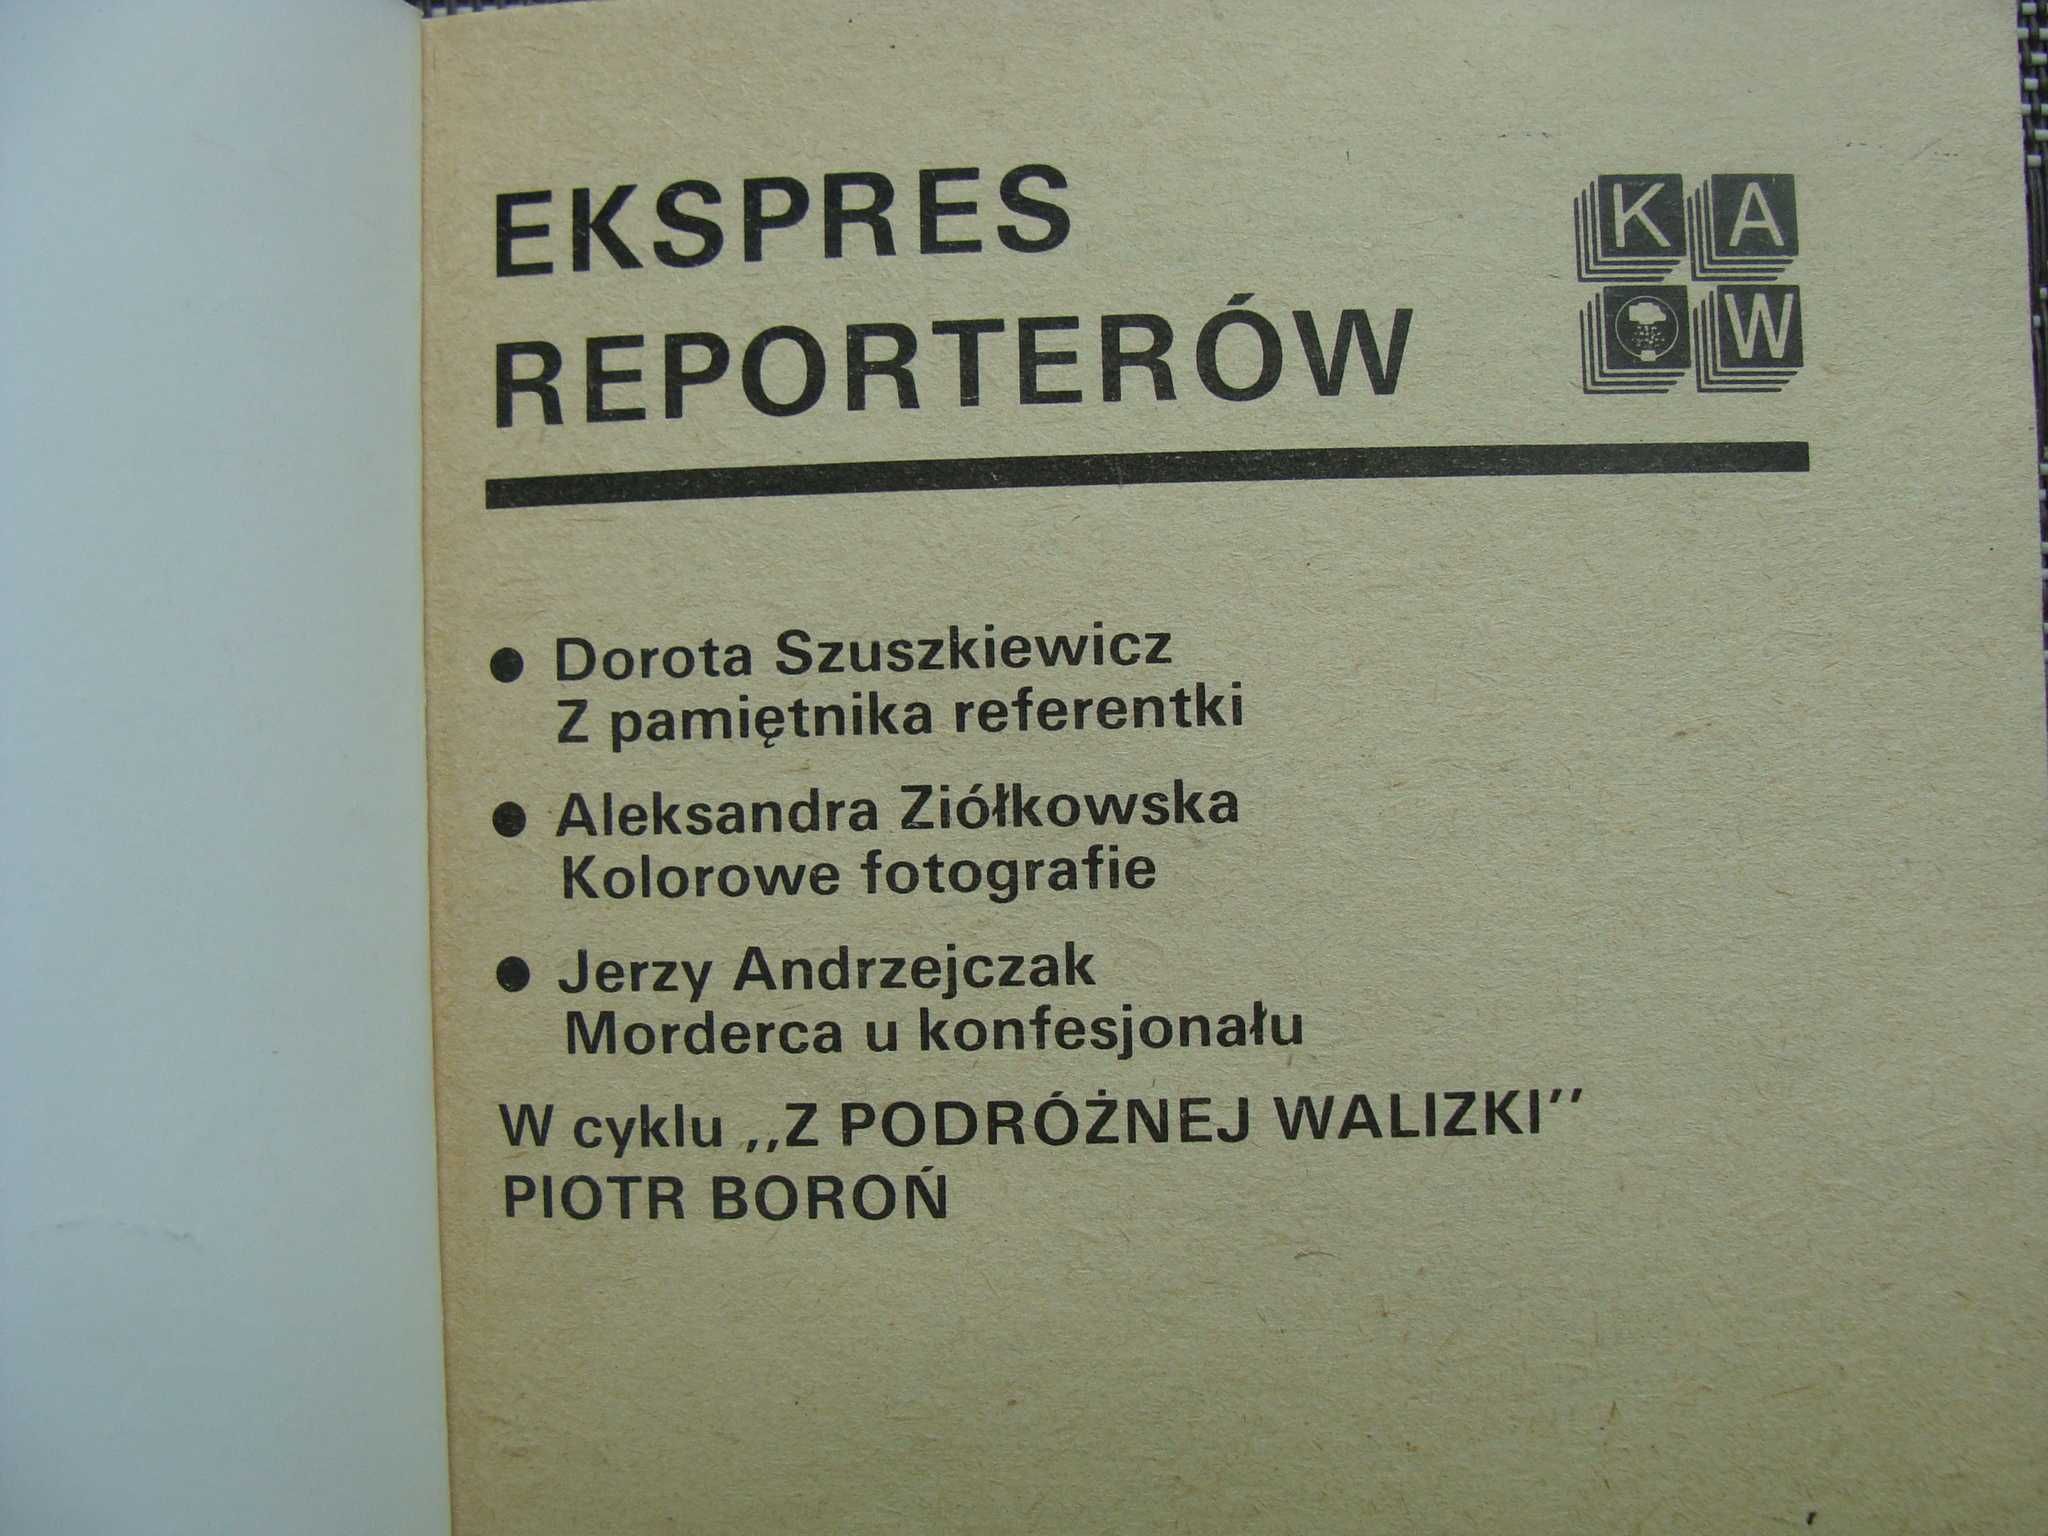 EKSPRES
REPORTERÓW
K A
W
● Dorota Szuszkiewicz
Z pamiętnika referentki
● Aleksandra Ziółkowska
Kolorowe fotografie
● Jerzy Andrzejczak
Morderca u konfesjonału
W cyklu ,,Z PODRÓŻNEJ WALIZKI''
PIOTR BOROŃ